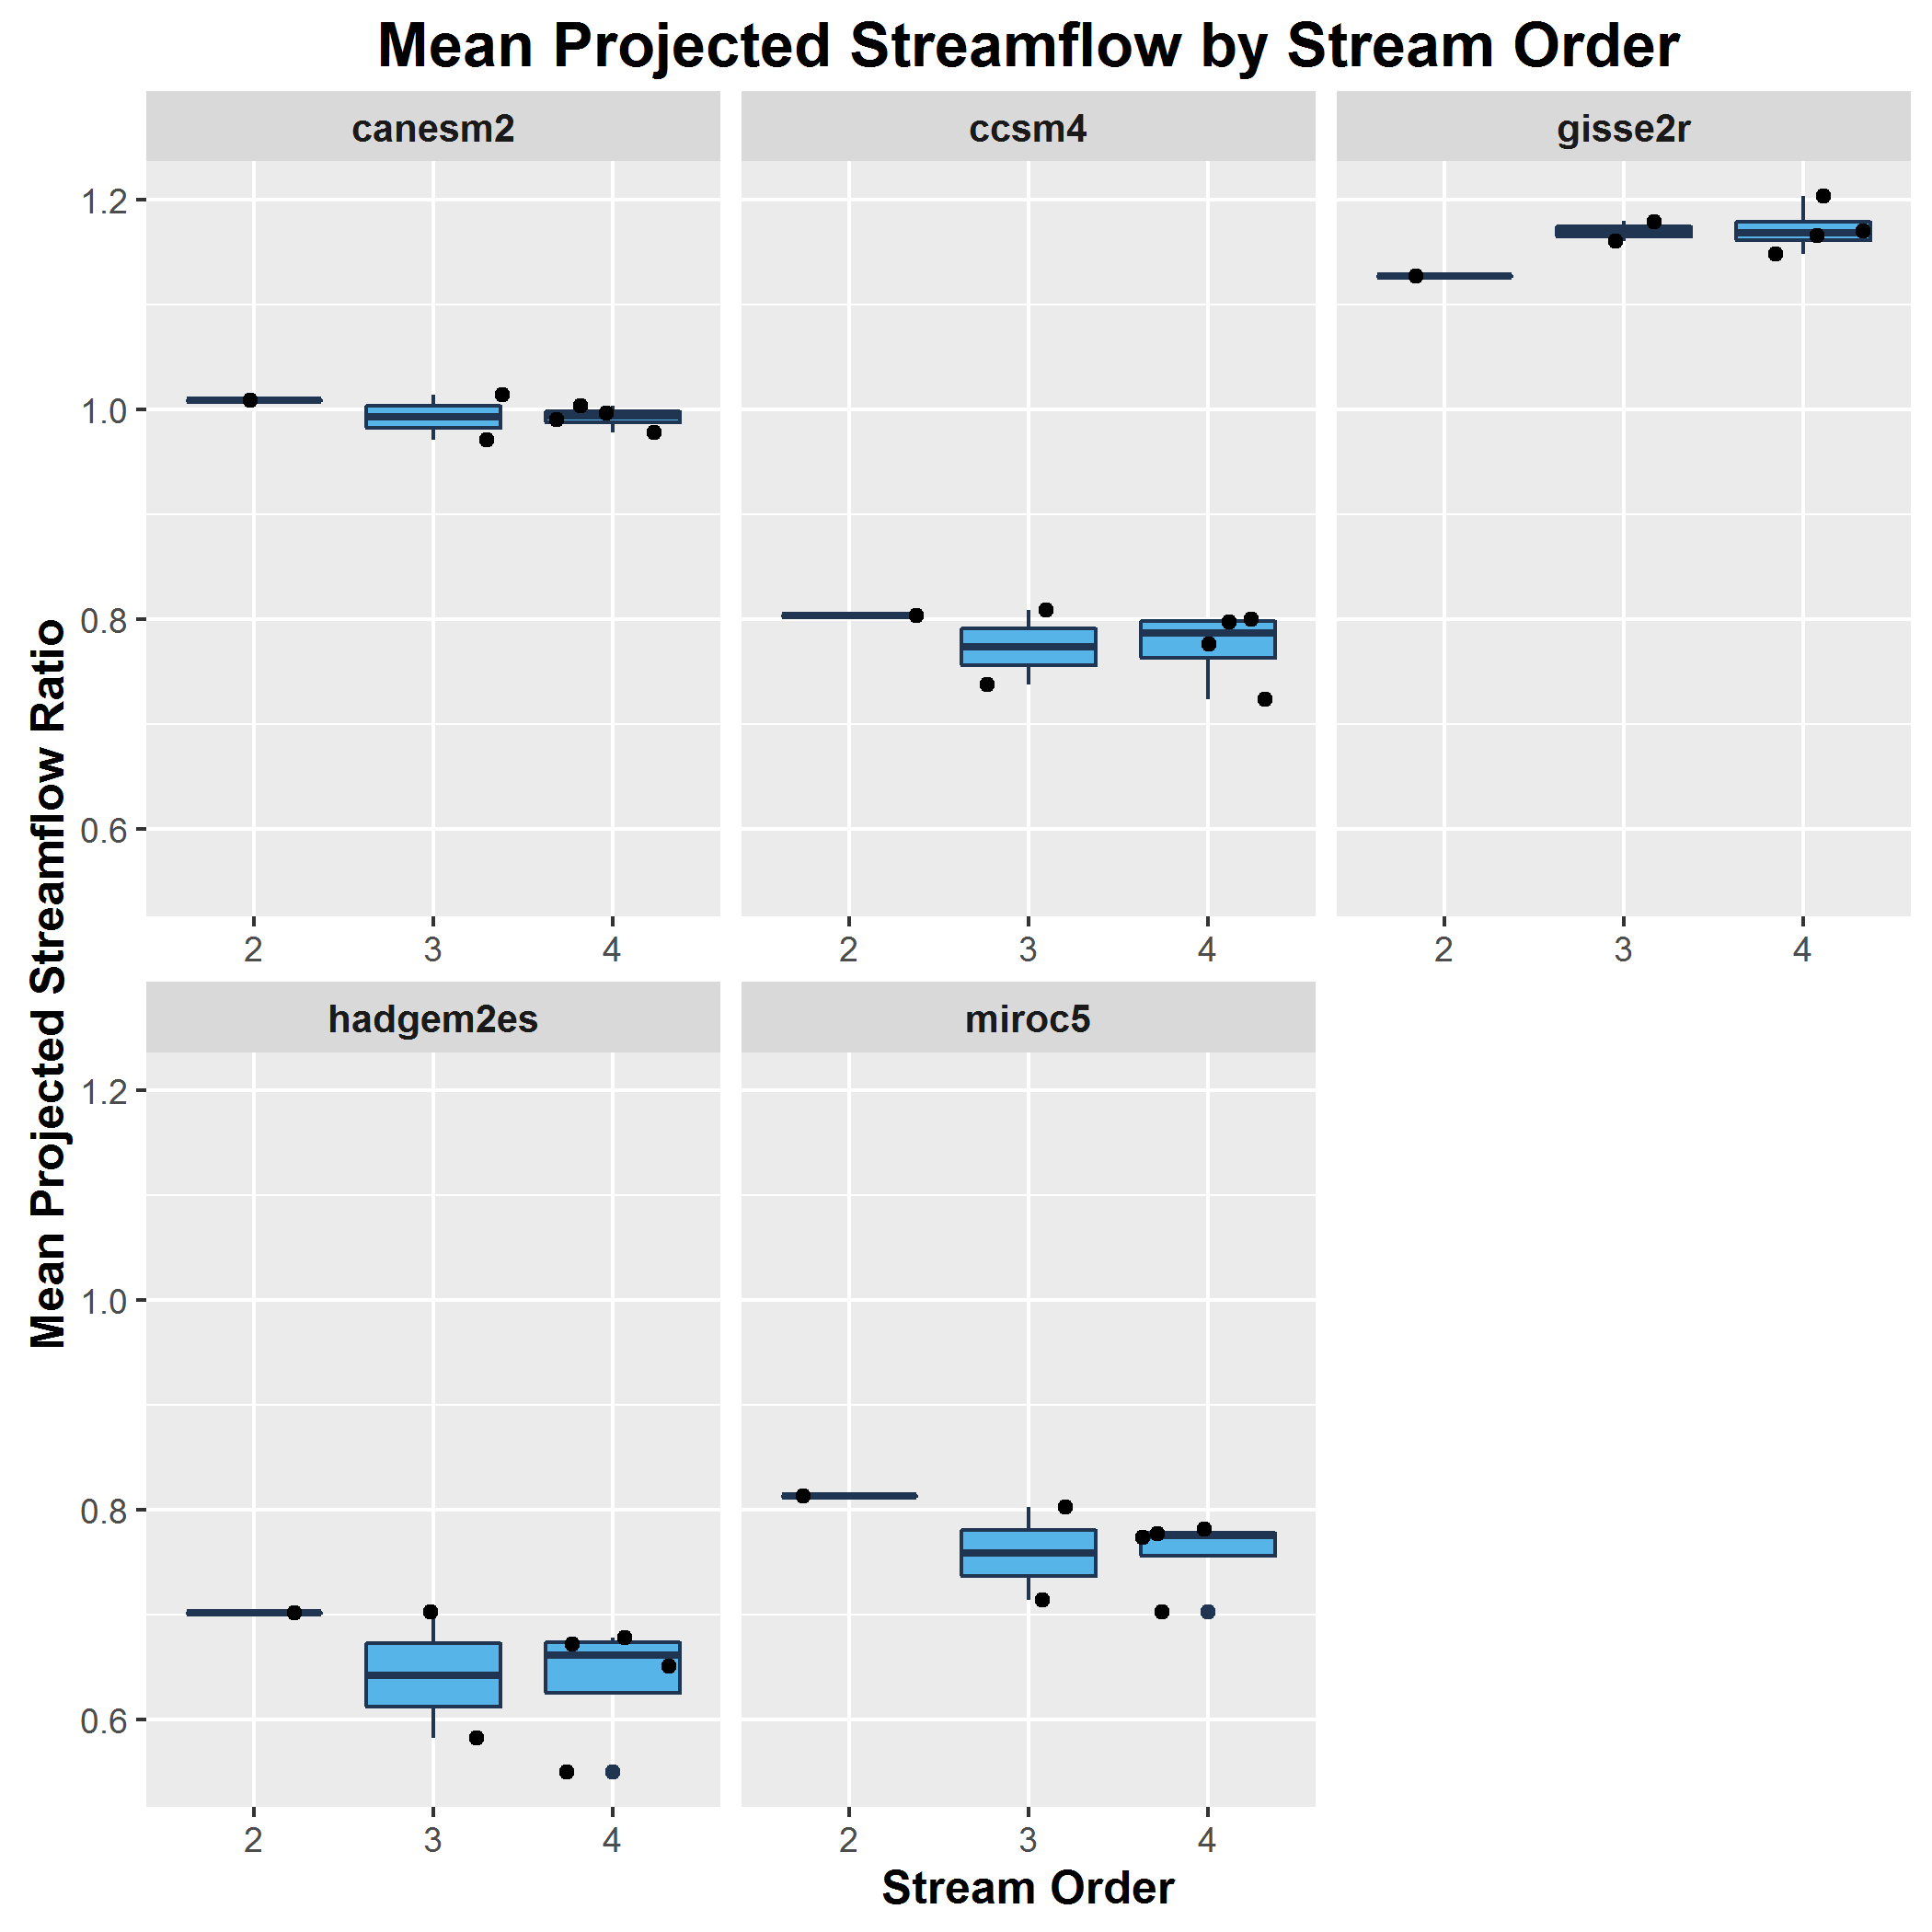 Mean Projected Streamflow by Stream Order
canesm2 ccsm4 gisse2r
1.2
1.0
0.8
0.6
2 3 4 2 3 4 2 3 4
Mean Projected Streamflow Ratio
hadgem2es miroc5
1.2
1.0
0.8
0.6
2 3 4 2 3 4
Stream Order